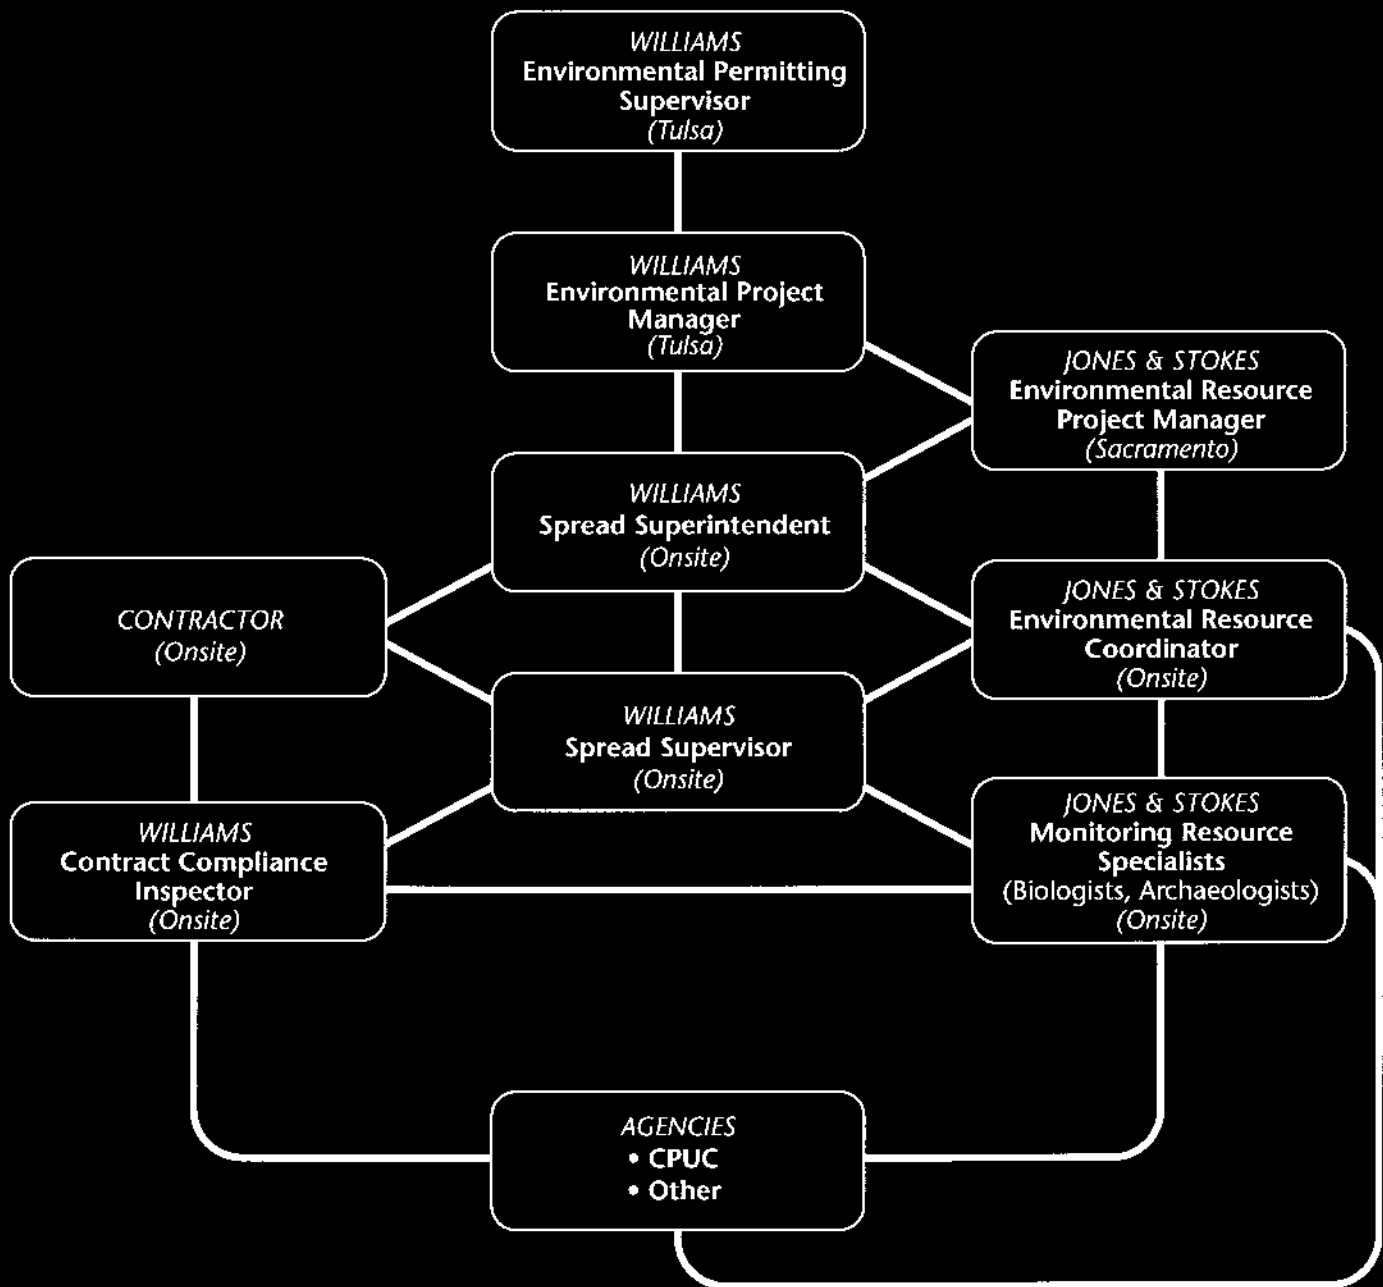 WILLIAMS
Environmental Permitting
Supervisor
(Tulsa)
WILLIAMS
Environmental Project
Manager
(Tulsa)
JONES & STOKES
Environmental Resource
Project Manager
(Sacramento)
WILLIAMS
Spread Superintendent
(Onsite)
CONTRACTOR
(Onsite)
JONES & STOKES
Environmental Resource
Coordinator
(Onsite)
WILLIAMS
Spread Supervisor
(Onsite)
WILLIAMS
Contract Compliance
Inspector
(Onsite)
JONES & STOKES
Monitoring Resource
Specialists
(Biologists, Archaeologists)
(Onsite)
AGENCIES
• CPUC
• Other